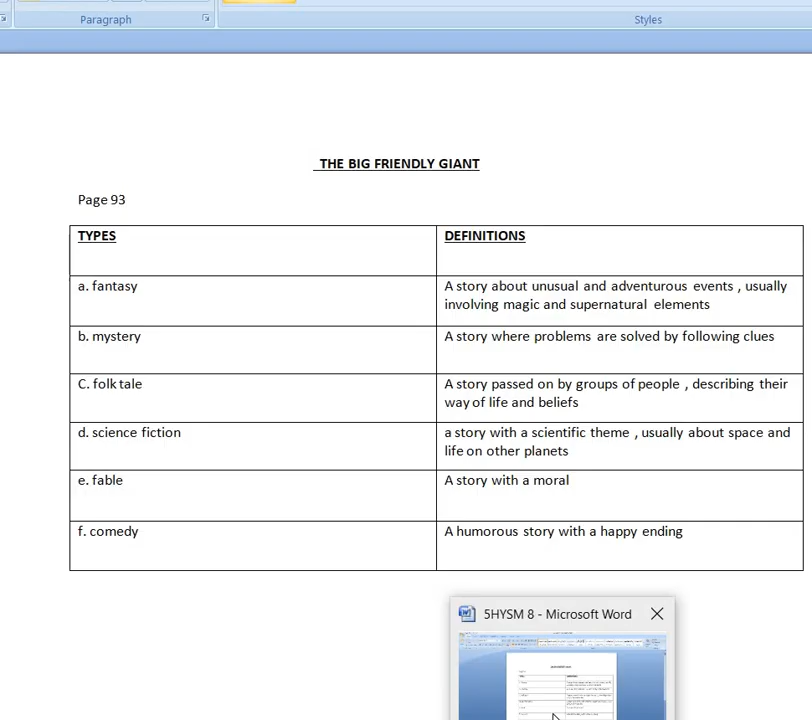 Paragraph
Styles
THE BIG FRIENDLY GIANT
Page 93
TYPES
DEFINITIONS
a. fantasy
A story about unusual and adventurous events , usually
involving magic and supernatural elements
b. mystery
A story where problems are solved by following clues
C. folk tale
A story passed on by groups of people , describing their
way of life and beliefs
d. science fiction
a story with a scientific theme , usually about space and
life on other planets
e. fable
A story with a moral
f. comedy
A humorous story with a happy ending
5HYSM 8 - Microsoft Word